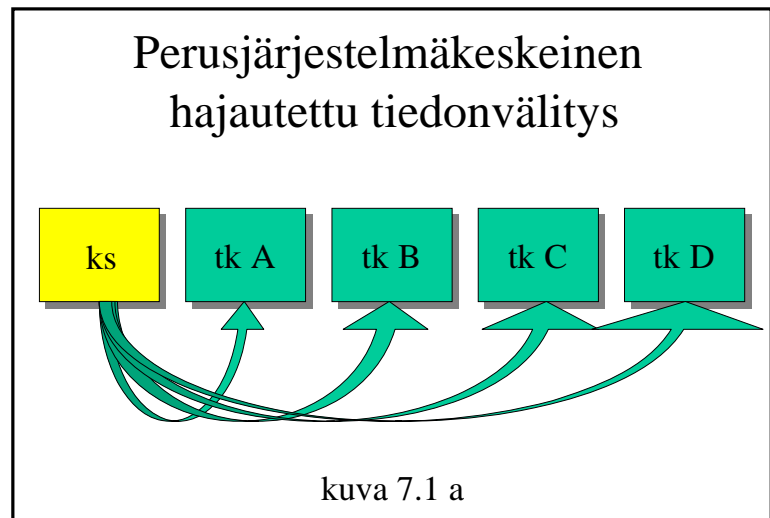 Perusjärjestelmäkeskeinen
hajautettu tiedonvälitys
ks
tk A
tk B
tk C
tk D
kuva 7.1 a